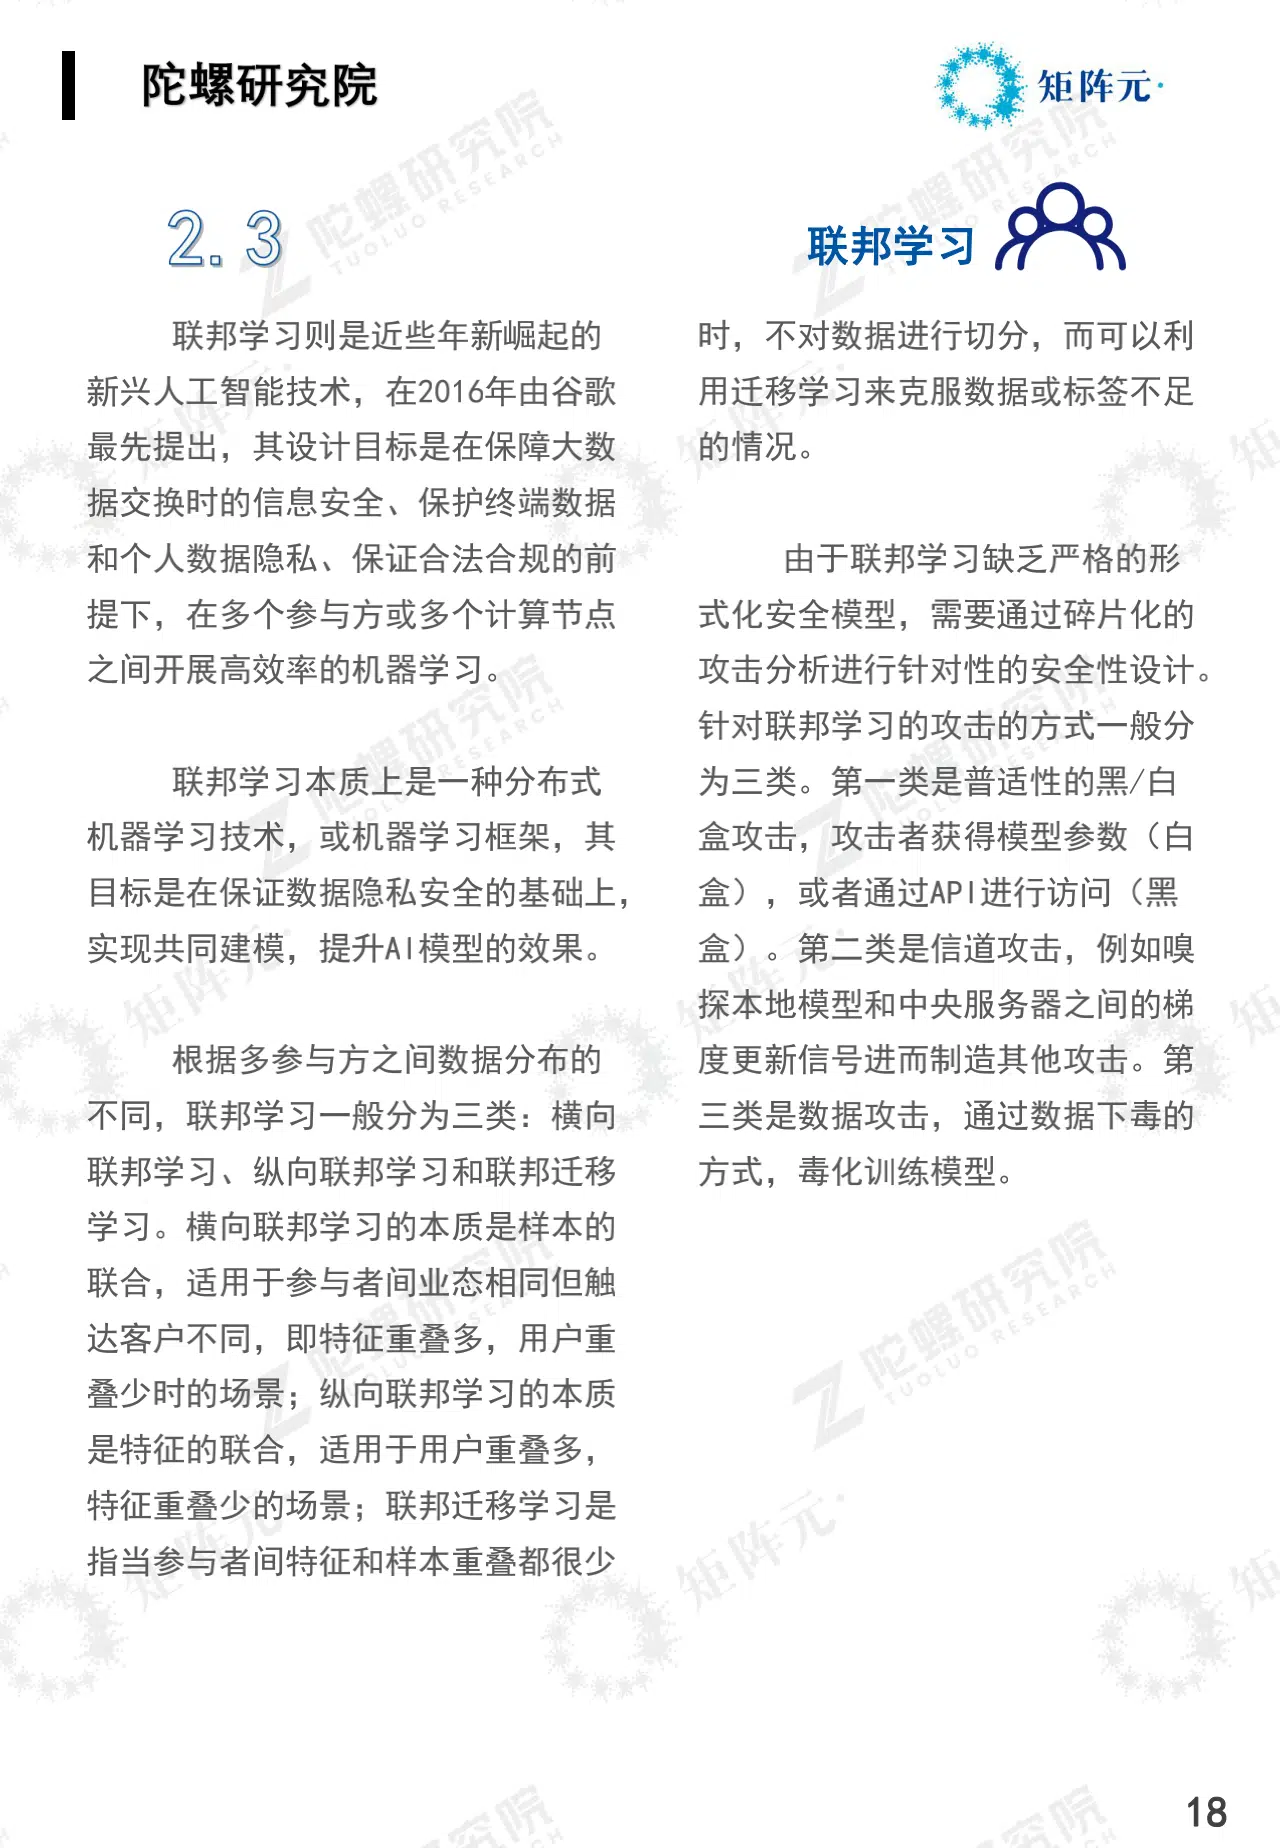 陀螺研究院
矩阵元
2.3
联邦学习
联邦学习则是近些年新崛起的
新兴人工智能技术，在2016年由谷歌
最先提出，其设计目标是在保障大数
据交换时的信息安全、保护终端数据
和个人数据隐私、保证合法合规的前
提下，在多个参与方或多个计算节点
之间开展高效率的机器学习。
联邦学习本质上是一种分布式
机器学习技术，或机器学习框架，其
目标是在保证数据隐私安全的基础上，
实现共同建模，提升AI模型的效果。
根据多参与方之间数据分布的
不同，联邦学习一般分为三类：横向
联邦学习、纵向联邦学习和联邦迁移
学习。横向联邦学习的本质是样本的
联合，适用于参与者间业态相同但触
达客户不同，即特征重叠多，用户重
叠少时的场景；纵向联邦学习的本质
是特征的联合，适用于用户重叠多，
特征重叠少的场景；联邦迁移学习是
指当参与者间特征和样本重叠都很少
时，不对数据进行切分，而可以利
用迁移学习来克服数据或标签不足
的情况。
由于联邦学习缺乏严格的形
式化安全模型，需要通过碎片化的
攻击分析进行针对性的安全性设计。
针对联邦学习的攻击的方式一般分
为三类。第一类是普适性的黑/白
盒攻击，攻击者获得模型参数（白
盒），或者通过API进行访问（黑
盒）。第二类是信道攻击，例如嗅
探本地模型和中央服务器之间的梯
度更新信号进而制造其他攻击。第
三类是数据攻击，通过数据下毒的
方式，毒化训练模型。
18